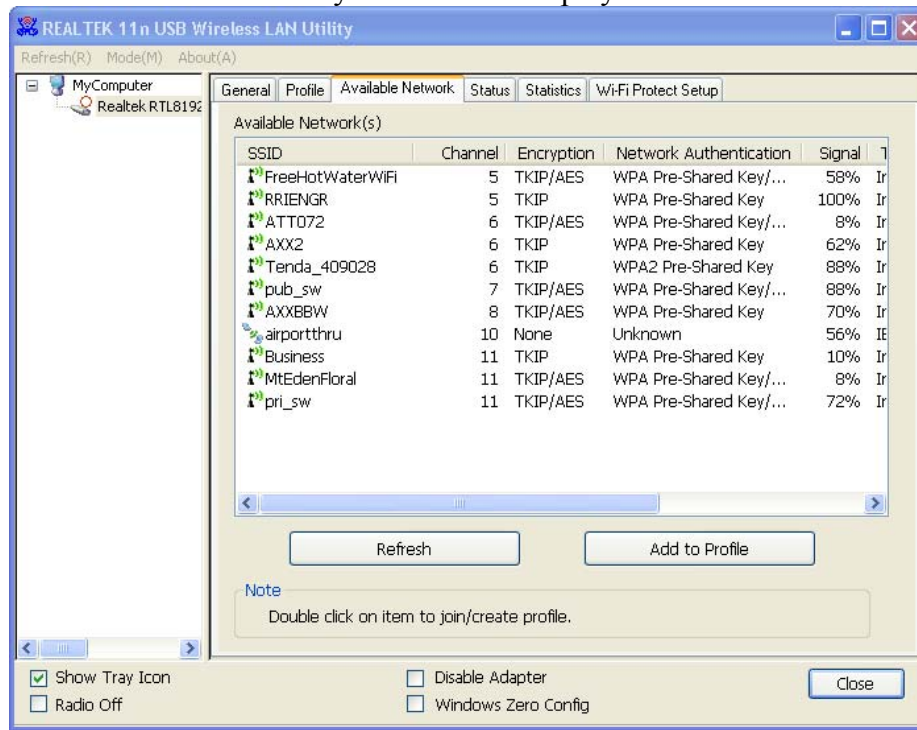 REALTEK 11n USB Wireless LAN Utility
Refresh(R) Mode(M) About(A)
MyComputer
Realtek RTL8192
General Profile Available Network Status Statistics Wi-Fi Protect Setup
Available Network(s)
SSID Channel Encryption Network Authentication Signal
FreeHotWaterWiFi 5 TKIP/AES WPA Pre-Shared Key/... 58%
RRIENGR 5 TKIP WPA Pre-Shared Key 100%
ATT072 6 TKIP/AES WPA Pre-Shared Key/... 8%
AXX2 6 TKIP WPA Pre-Shared Key 62%
Tenda_409028 6 TKIP WPA2 Pre-Shared Key 88%
pub_sw 7 TKIP/AES WPA Pre-Shared Key/... 88%
AXXBBW 8 TKIP/AES WPA Pre-Shared Key/... 70%
airportthru 10 None Unknown 56%
Business 11 TKIP WPA Pre-Shared Key 10%
MtEdenFloral 11 TKIP/AES WPA Pre-Shared Key/... 8%
pri_sw 11 TKIP/AES WPA Pre-Shared Key/... 72%
Refresh Add to Profile
Note
Double click on item to join/create profile.
Show Tray Icon Disable Adapter
Radio Off Windows Zero Config
Close